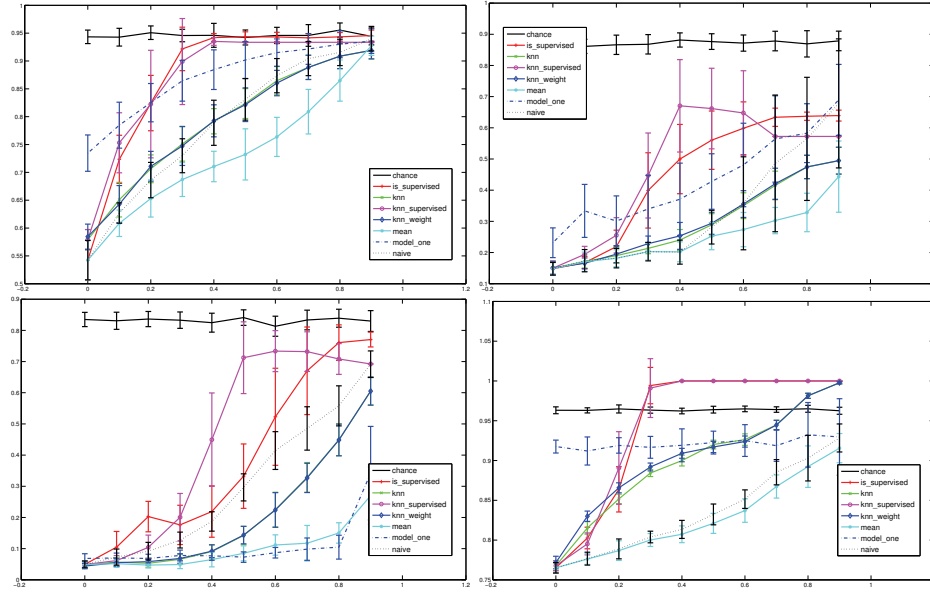 1
0.95
0.9
0.85
0.8
0.75
0.7
0.65
0.6
0.55
0.5
-0.2 0 0.2 0.4 0.6 0.8 1 1.2
chance
is_supervised
knn
knn_supervised
knn_weight
mean
model_one
naive
1
0.9
0.8
0.7
0.6
0.5
0.4
0.3
0.2
0.1
-0.2 0 0.2 0.4 0.6 0.8 1
chance
is_supervised
knn
knn_supervised
knn_weight
mean
model_one
naive
0.9
0.8
0.7
0.6
0.5
0.4
0.3
0.2
0.1
0
-0.2 0 0.2 0.4 0.6 0.8 1 1.2
chance
is_supervised
knn
knn_supervised
knn_weight
mean
model_one
naive
1.1
1.05
1
0.95
0.9
0.85
0.8
0.75
-0.2 0 0.2 0.4 0.6 0.8 1
chance
is_supervised
knn
knn_supervised
knn_weight
mean
model_one
naive